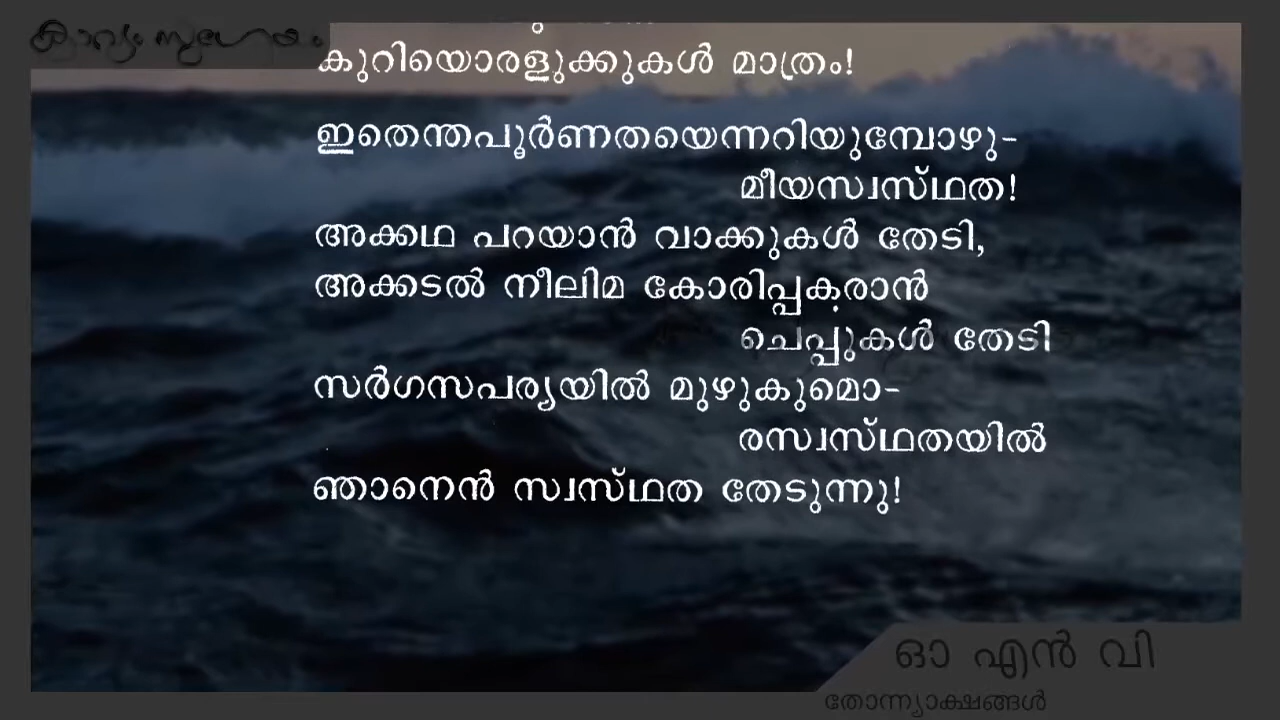 കാവ്യം സുഗേയം
കുറിയൊരളുക്കുകൾ മാത്രം!
ഇതെന്തപൂർണതയെന്നറിയുമ്പോഴു-
മീയസ്വസ്ഥത!
അക്കഥ പറയാൻ വാക്കുകൾ തേടി,
അക്കടൽ നീലിമ കോരിപ്പകരാൻ
ചെപ്പുകൾ തേടി
സർഗസപര്യയിൽ മുഴുകുമൊ-
രസ്വസ്ഥതയിൽ
ഞാനെൻ സ്വസ്ഥത തേടുന്നു!
ഓ എൻ വി
തോന്ന്യാക്ഷങ്ങൾ